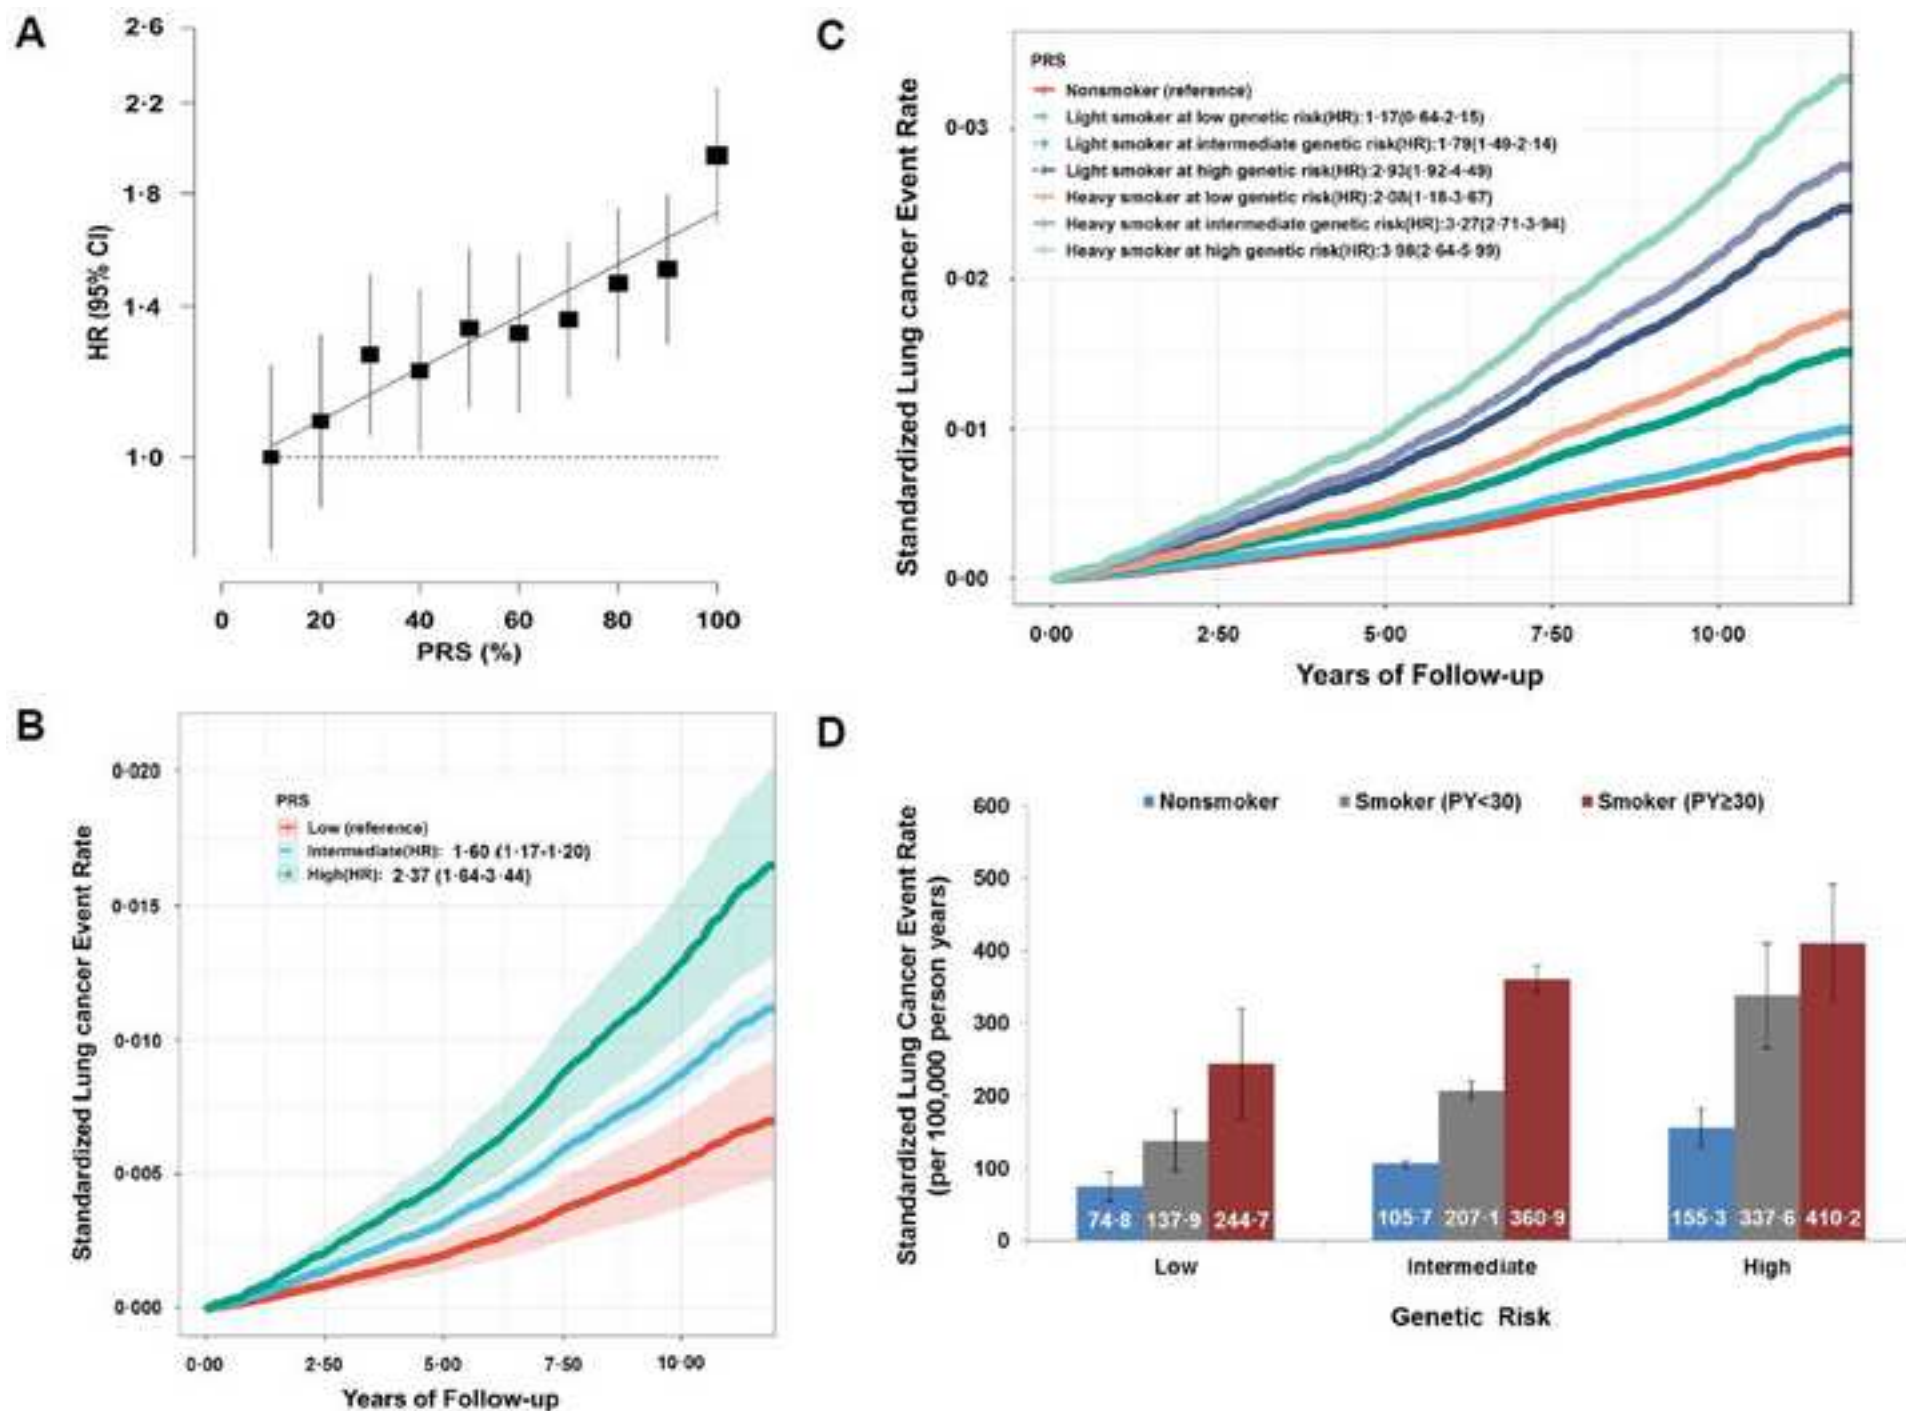 A
2·6
2·2
1·8
1·4
1·0
HR (95% CI)
0 20 40 60 80 100
PRS (%)
C
Standardized Lung cancer Event Rate
0·03
0·02
0·01
0·00
PRS
Nonsmoker (reference)
Light smoker at low genetic risk(HR):1·17(0·64-2·15)
Light smoker at intermediate genetic risk(HR):1·79(1·49-2·14)
Light smoker at high genetic risk(HR):2·93(1·92-4·49)
Heavy smoker at low genetic risk(HR):2·08(1·18-3·67)
Heavy smoker at intermediate genetic risk(HR):3·27(2·71-3·94)
Heavy smoker at high genetic risk(HR):3·98(2·64-5·99)
0·00 2·50 5·00 7·50 10·00
Years of Follow-up
B
Standardized Lung cancer Event Rate
0·020
0·015
0·010
0·005
0·000
PRS
Low (reference)
Intermediate(HR): 1·60 (1·17-1·20)
High(HR): 2·37 (1·64-3·44)
0·00 2·50 5·00 7·50 10·00
Years of Follow-up
D
Standardized Lung Cancer Event Rate
(per 100,000 person years)
600
500
400
300
200
100
0
Nonsmoker Smoker (PY<30) Smoker (PY≥30)
74·8 137·9 244·7 105·7 207·1 360·9 155·3 337·6 410·2
Low Intermediate High
Genetic Risk